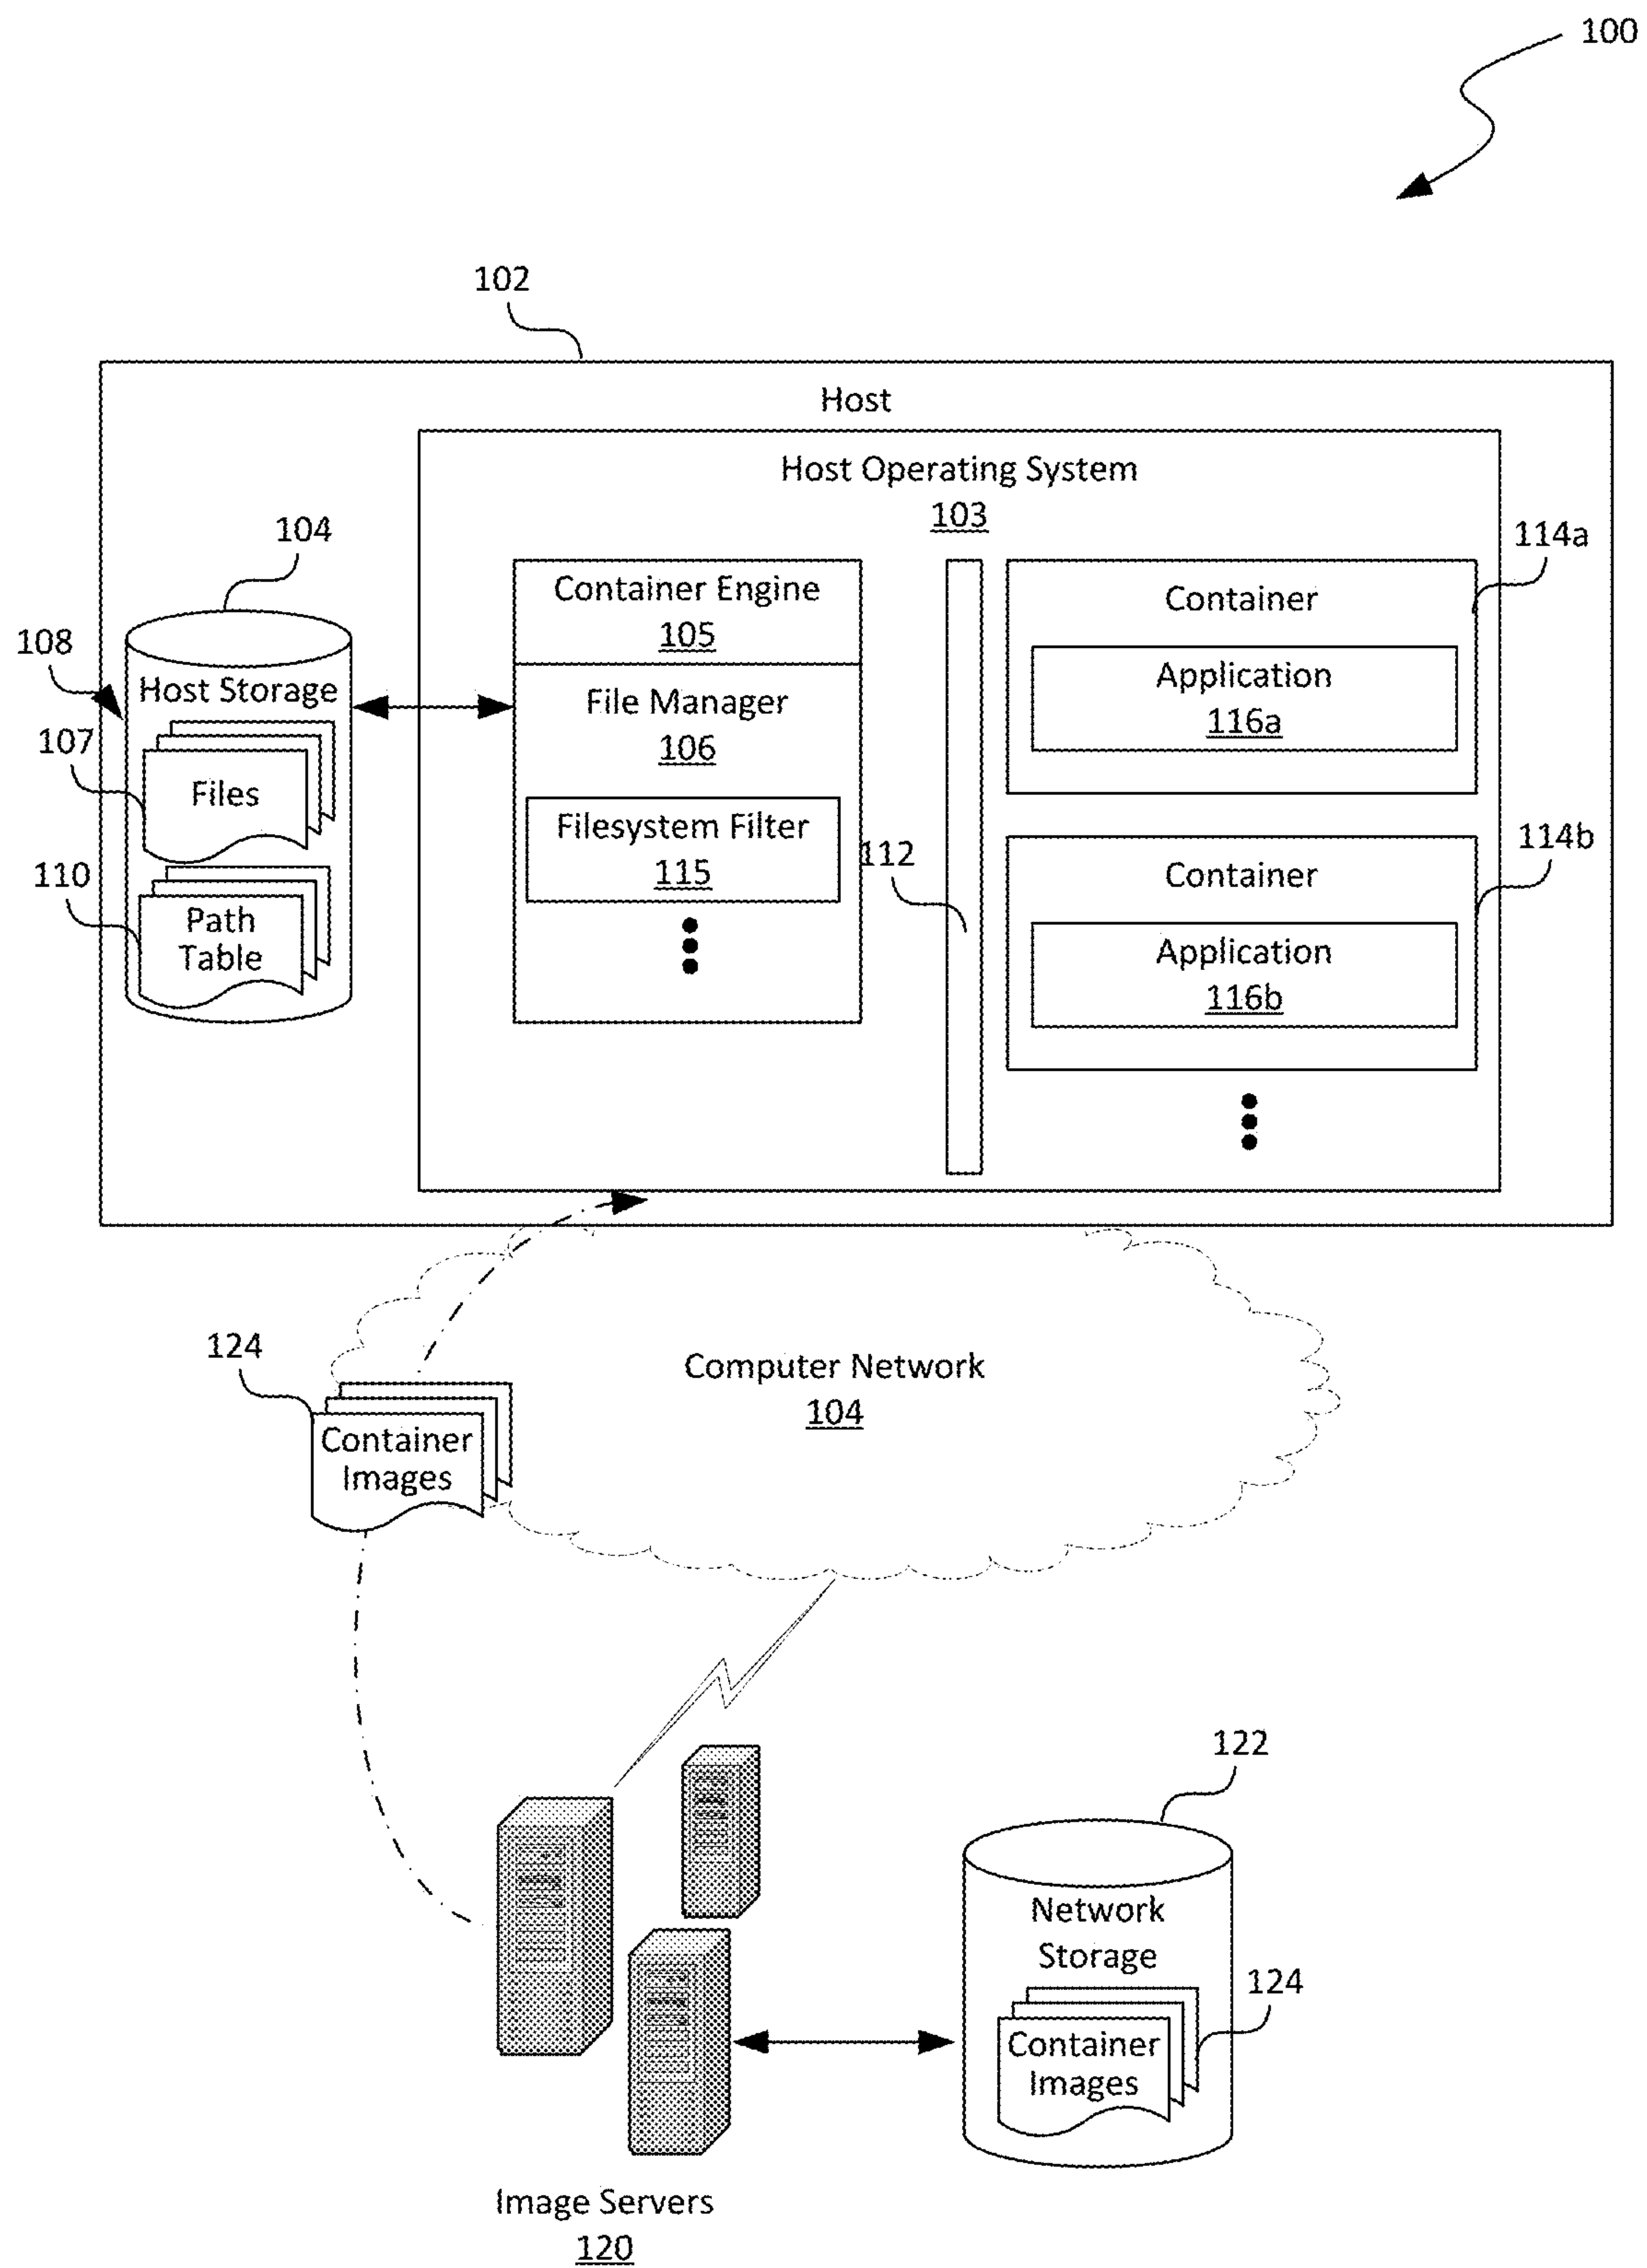 100
102
Host
Host Operating System
103
104
114a
Container Engine
105
Container
108
Host Storage
File Manager
106
Application
116a
107
Files
Filesystem Filter
115
112
114b
110
Path
Table
Container
Application
116b
124
Computer Network
104
Container
Images
122
Network
Storage
124
Container
Images
Image Servers
120